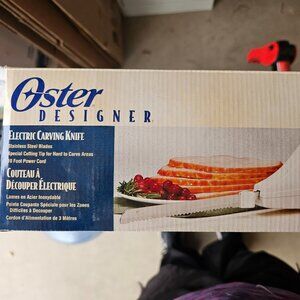 Oster
DESIGNER
ELECTRIC CARVING KNIFE
Stainless Steel Blades
Special Cutting Tip for Hard to Carve Areas
10 Foot Power Cord
COUTEAU À
DÉCOUPER ÉLECTRIQUE
Lames en Acier Inoxydable
Pointe Coupante Spéciale pour les Zones
Difficiles à Découper
Cordon d'Alimentation de 3 Mètres